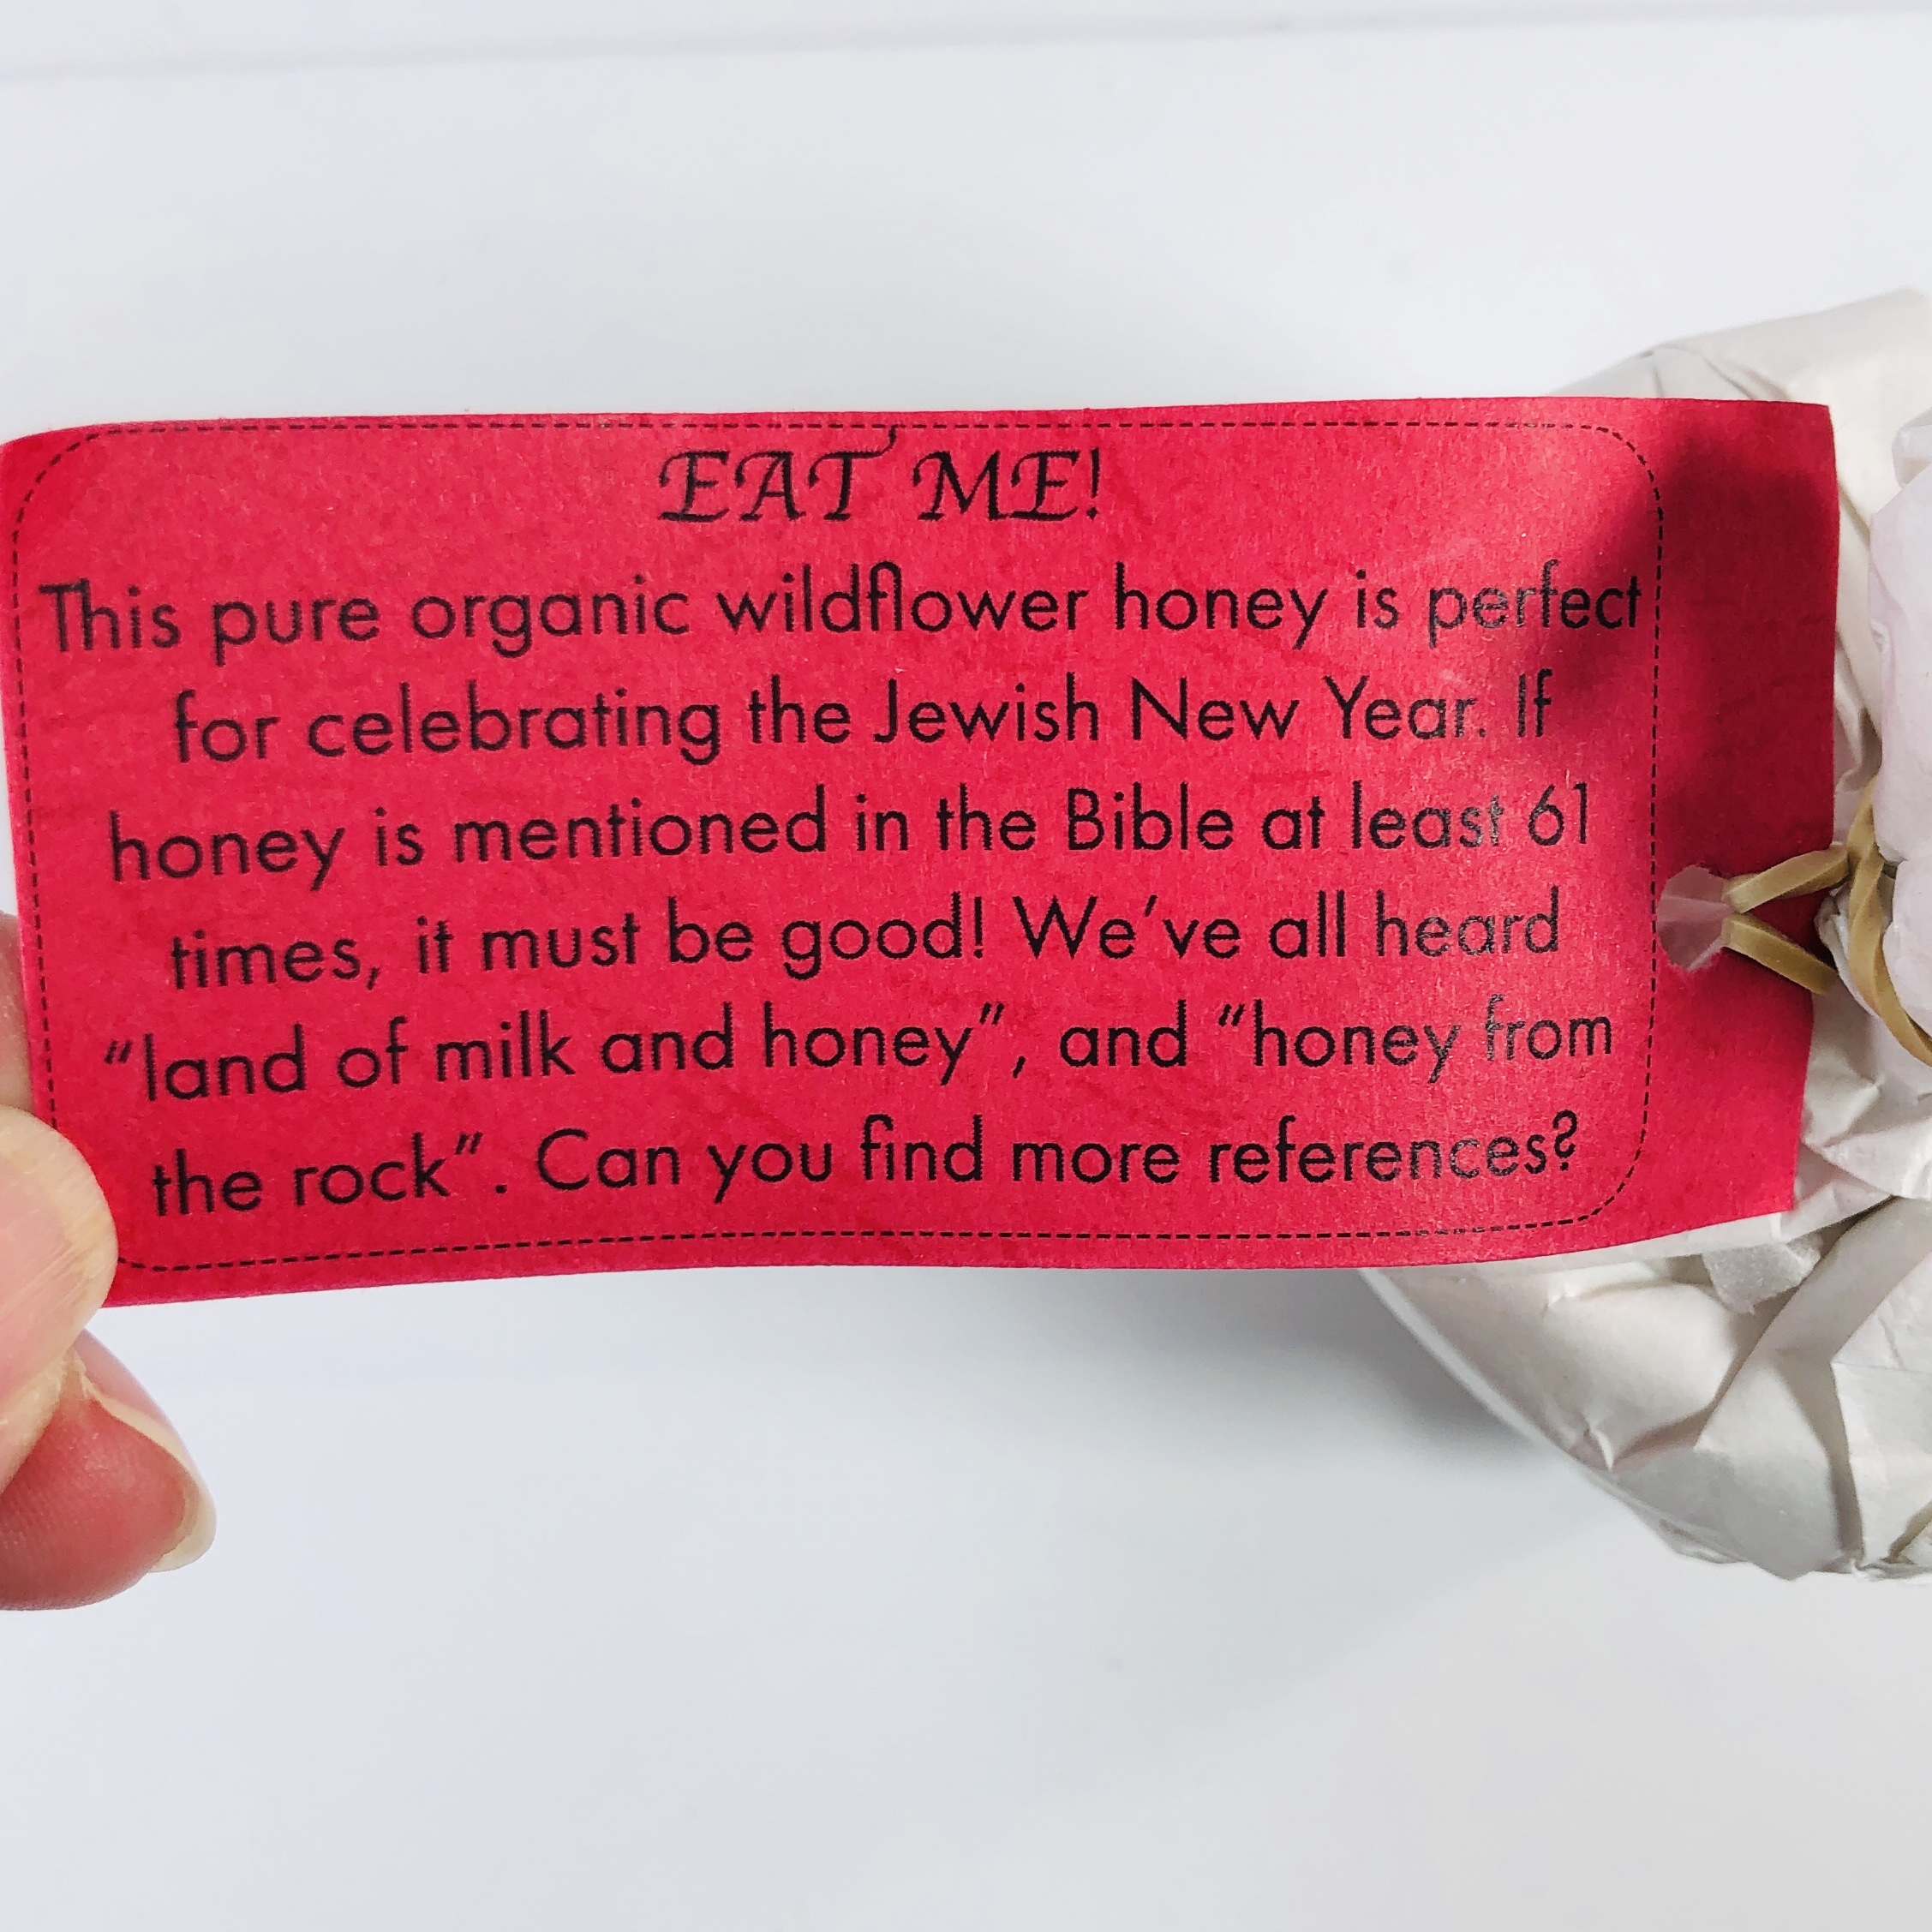 EAT ME!
This pure organic wildflower honey is perfect
for celebrating the Jewish New Year. If
honey is mentioned in the Bible at least 61
times, it must be good! We've all heard
"land of milk and honey", and "honey from
the rock". Can you find more references?